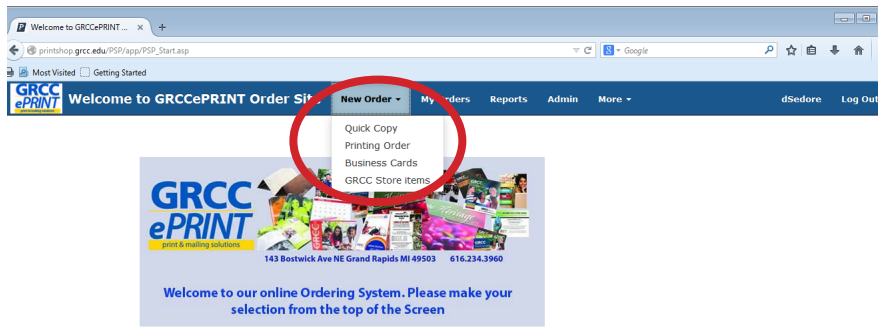 Welcome to GRCCePRINT ...
printshop.grcc.edu/PSP/app/PSP_Start.asp
Google
Most Visited Getting Started
GRCC
ePRINT
print & mailing solutions
Welcome to GRCCePRINT Order Site New Order My Orders Reports Admin More dSedore Log Out
Quick Copy
Printing Order
Business Cards
GRCC Store items
GRCC
ePRINT
print & mailing solutions
143 Bostwick Ave NE Grand Rapids MI 49503 616.234.3960
Welcome to our online Ordering System. Please make your
selection from the top of the Screen